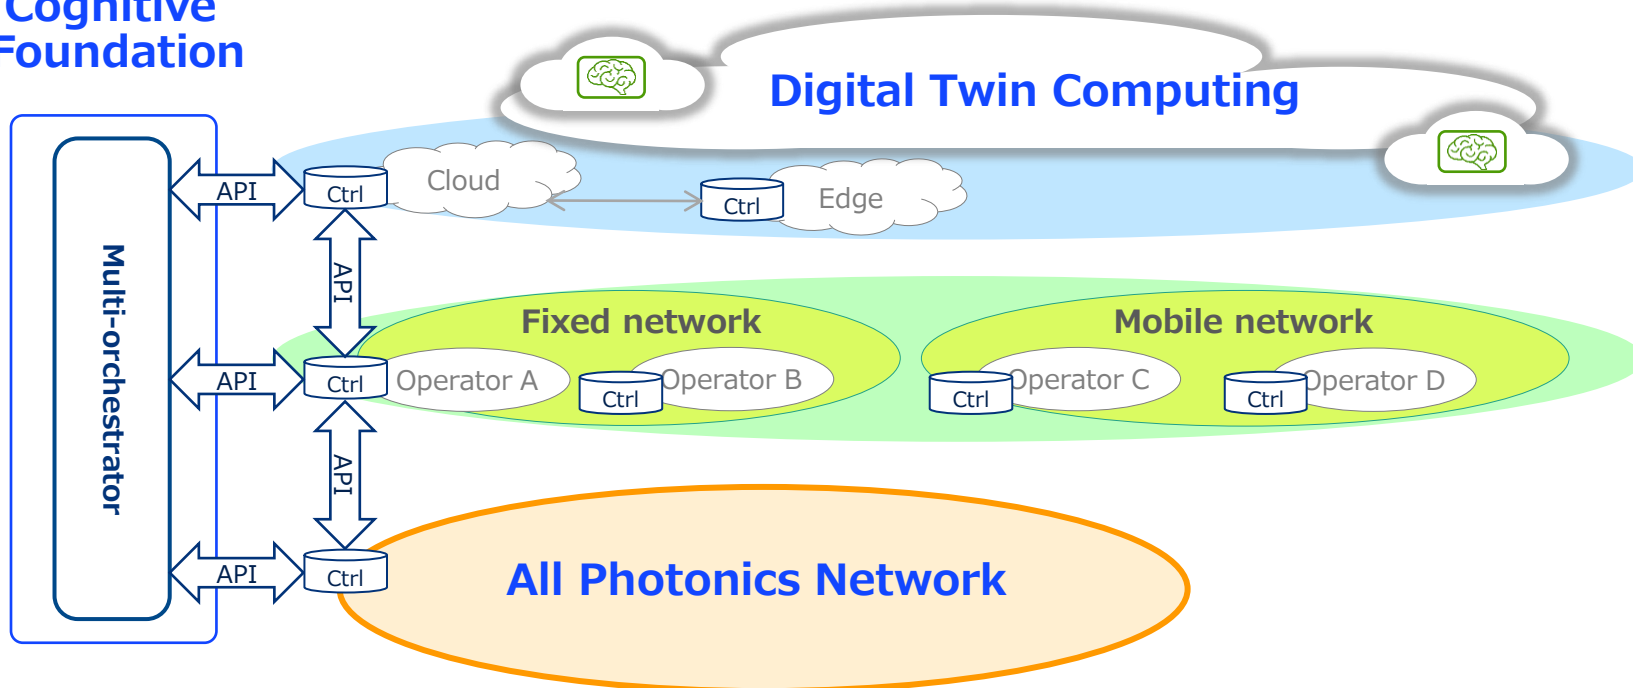 Cognitive
Foundation
Digital Twin Computing
API
Ctrl
Cloud
Ctrl
Edge
API
Multi-orchestrator
Fixed network
Mobile network
API
Ctrl
Operator A
Ctrl
Operator B
Ctrl
Operator C
Ctrl
Operator D
API
API
Ctrl
All Photonics Network